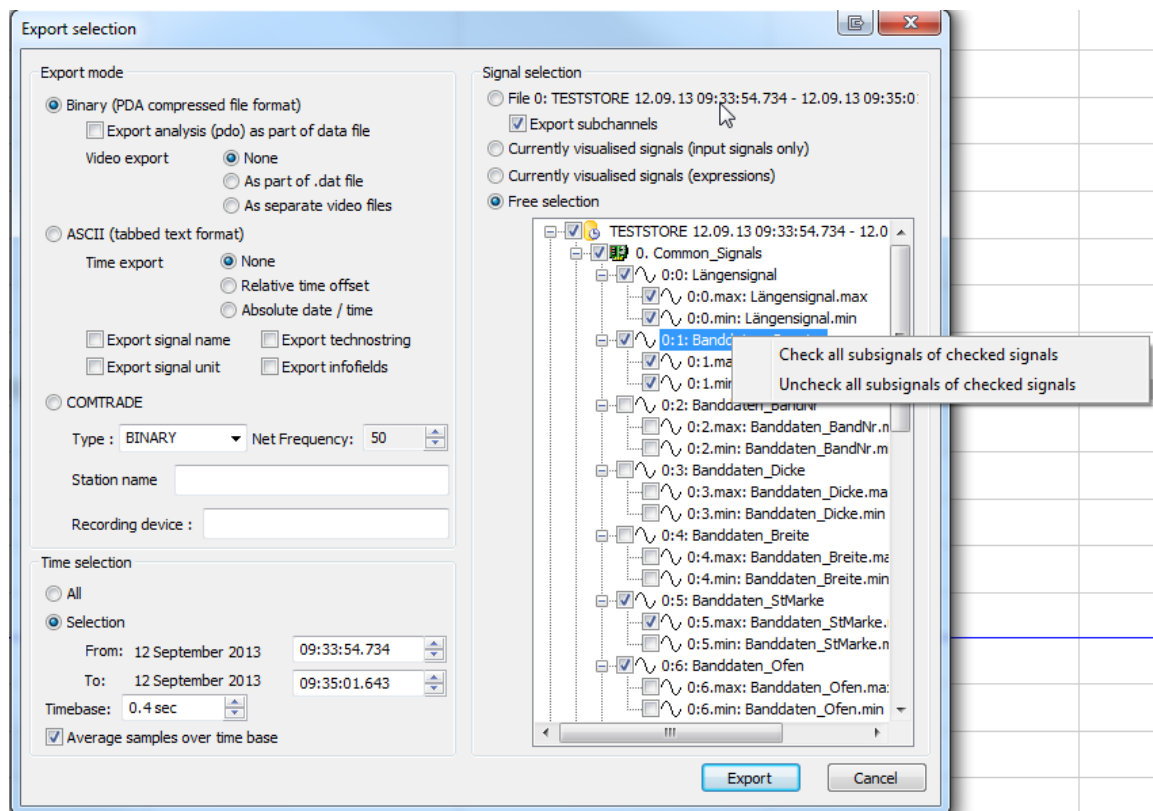 Export selection
Export mode
Binary (PDA compressed file format)
Export analysis (pdo) as part of data file
Video export
None
As part of .dat file
As separate video files
ASCII (tabbed text format)
Time export
None
Relative time offset
Absolute date / time
Export signal name
Export technostring
Export signal unit
Export infofields
COMTRADE
Type : BINARY
Net Frequency: 50
Station name
Recording device :
Time selection
All
Selection
From: 12 September 2013 09:33:54.734
To: 12 September 2013 09:35:01.643
Timebase: 0.4 sec
Average samples over time base
Signal selection
File 0: TESTSTORE 12.09.13 09:33:54.734 - 12.09.13 09:35:0
Export subchannels
Currently visualised signals (input signals only)
Currently visualised signals (expressions)
Free selection
TESTSTORE 12.09.13 09:33:54.734 - 12.0
0. Common_Signals
0:0: Längensignal
0:0.max: Längensignal.max
0:0.min: Längensignal.min
0:1: Bandd
0:1.ma
0:1.min
Check all subsignals of checked signals
Uncheck all subsignals of checked signals
0:2: Banddaten_BandNr
0:2.max: Banddaten_BandNr.m
0:2.min: Banddaten_BandNr.m
0:3: Banddaten_Dicke
0:3.max: Banddaten_Dicke.ma
0:3.min: Banddaten_Dicke.min
0:4: Banddaten_Breite
0:4.max: Banddaten_Breite.ma
0:4.min: Banddaten_Breite.min
0:5: Banddaten_StMarke
0:5.max: Banddaten_StMarke.
0:5.min: Banddaten_StMarke.m
0:6: Banddaten_Ofen
0:6.max: Banddaten_Ofen.ma
0:6.min: Banddaten_Ofen.min
Export
Cancel